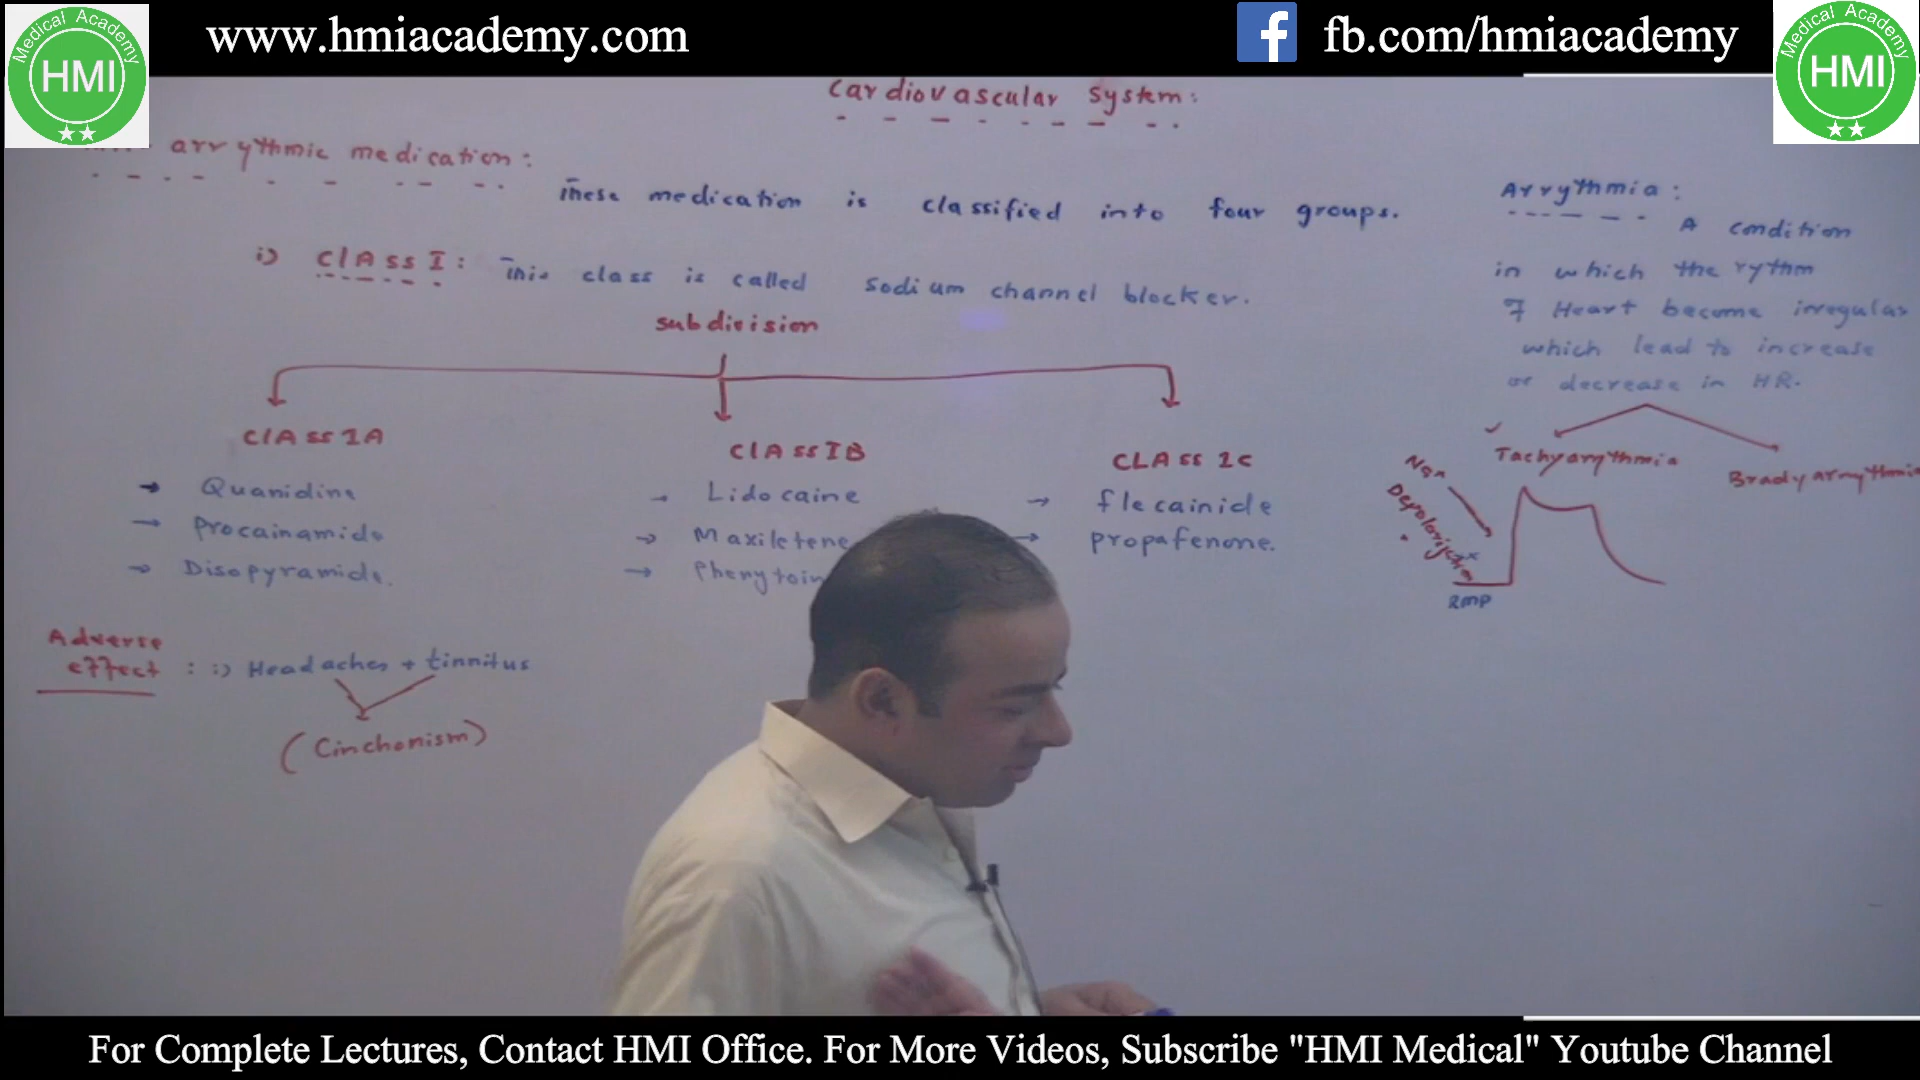 www.hmiacademy.com
fb.com/hmiacademy
Medical Academy
HMI
Medical Academy
HMI
Cardiovascular System:
arrythmic medication:
These medication is classified into four groups.
i) Class I: This class is called sodium channel blocker.
subdivision
Class IA
Quanidine
Procainamide
Disopyramide.
Class IB
Lidocaine
Maxiletene
Phenytoin
CLASS IC
flecainide
propafenone.
Adverse
effect : i) Headaches + tinnitus
(Cinchonism)
Arrythmia:
A condition
in which the rythm
of Heart become irregular
which lead to increase
or decrease in HR.
Tachyarrythmia
Bradyarrythmia
Non
RMP
For Complete Lectures, Contact HMI Office. For More Videos, Subscribe "HMI Medical" Youtube Channel